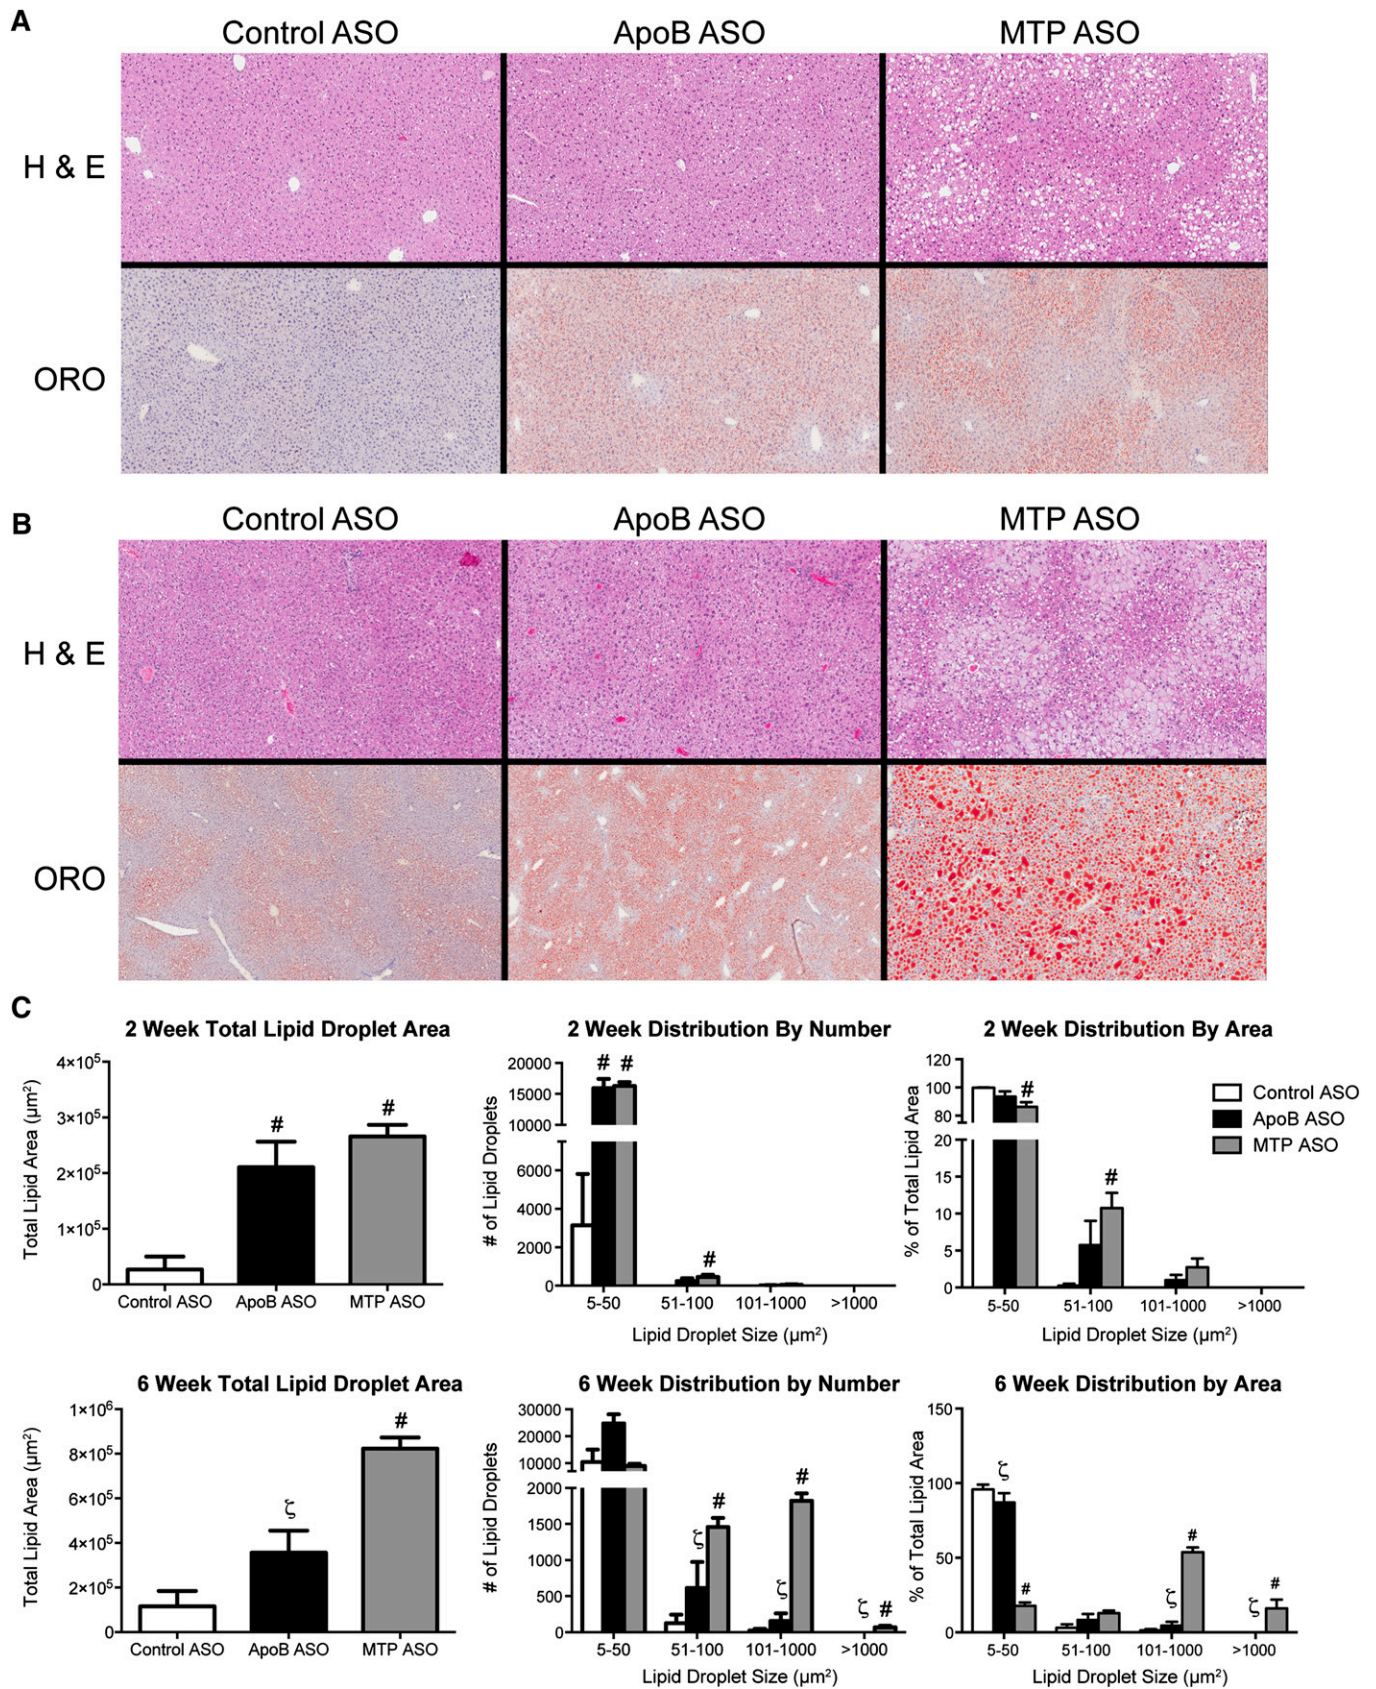 A
Control ASO
ApoB ASO
MTP ASO
H & E
ORO
B
Control ASO
ApoB ASO
MTP ASO
H & E
ORO
C
2 Week Total Lipid Droplet Area
Total Lipid Area (µm²)
4×10⁵
3×10⁵
2×10⁵
1×10⁵
0
#
#
Control ASO
ApoB ASO
MTP ASO
2 Week Distribution By Number
# of Lipid Droplets
20000
15000
10000
6000
4000
2000
0
# #
#
5-50
51-100
101-1000
>1000
Lipid Droplet Size (µm²)
2 Week Distribution By Area
% of Total Lipid Area
120
100
80
20
15
10
5
0
#
#
5-50
51-100
101-1000
>1000
Lipid Droplet Size (µm²)
Control ASO
ApoB ASO
MTP ASO
6 Week Total Lipid Droplet Area
Total Lipid Area (µm²)
1×10⁶
8×10⁵
6×10⁵
4×10⁵
2×10⁵
0
ζ
#
Control ASO
ApoB ASO
MTP ASO
6 Week Distribution by Number
# of Lipid Droplets
30000
20000
10000
2000
1500
1000
500
0
ζ #
ζ #
ζ #
5-50
51-100
101-1000
>1000
Lipid Droplet Size (µm²)
6 Week Distribution by Area
% of Total Lipid Area
150
100
50
0
ζ #
ζ #
ζ #
5-50
51-100
101-1000
>1000
Lipid Droplet Size (µm²)